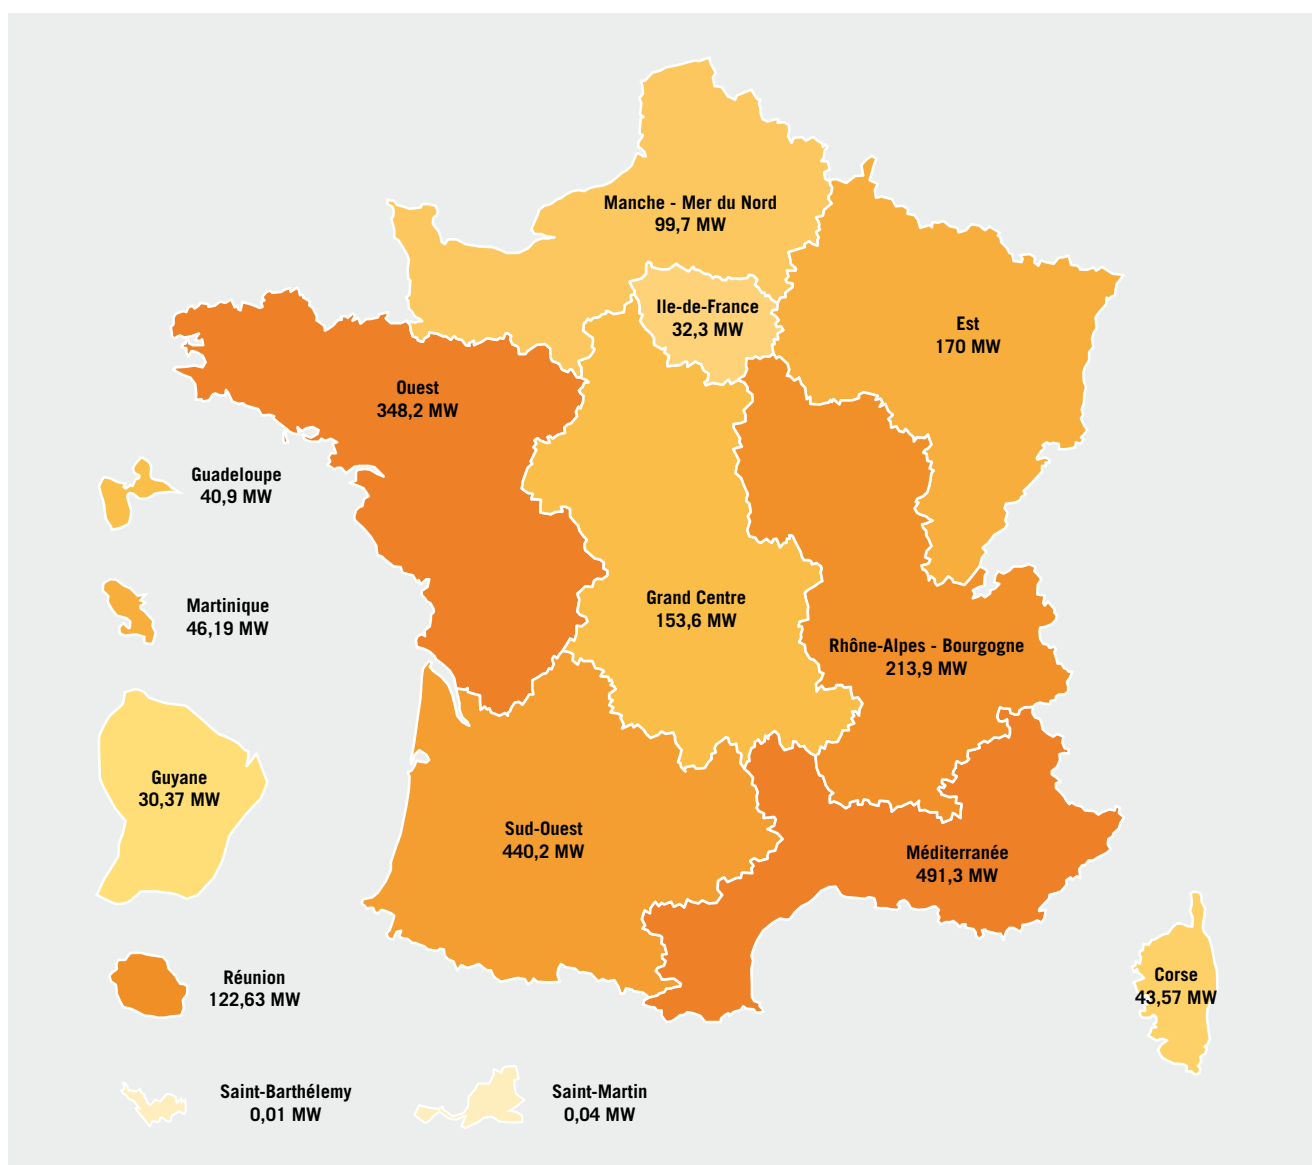 Manche - Mer du Nord
99,7 MW
Ile-de-France
32,3 MW
Est
170 MW
Ouest
348,2 MW
Guadeloupe
40,9 MW
Martinique
46,19 MW
Grand Centre
153,6 MW
Rhône-Alpes - Bourgogne
213,9 MW
Guyane
30,37 MW
Sud-Ouest
440,2 MW
Méditerranée
491,3 MW
Réunion
122,63 MW
Corse
43,57 MW
Saint-Barthélemy
0,01 MW
Saint-Martin
0,04 MW